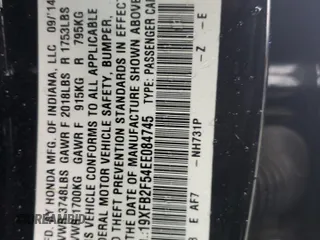 HONDA MFG. OF INDIANA, LLC 09/14
3748LBS GAWR F 2018LBS R 1753LBS
1700KG GAWR F 915KG R 795KG
VEHICLE CONFORMS TO ALL APPLICABLE
FEDERAL MOTOR VEHICLE SAFETY, BUMPER,
THEFT PREVENTION STANDARDS IN EFFECT
DATE OF MANUFACTURE SHOWN ABOVE
19XFB2F54EE084745 TYPE: PASSENGER CAR
E AF7 - NH731P - Z - E